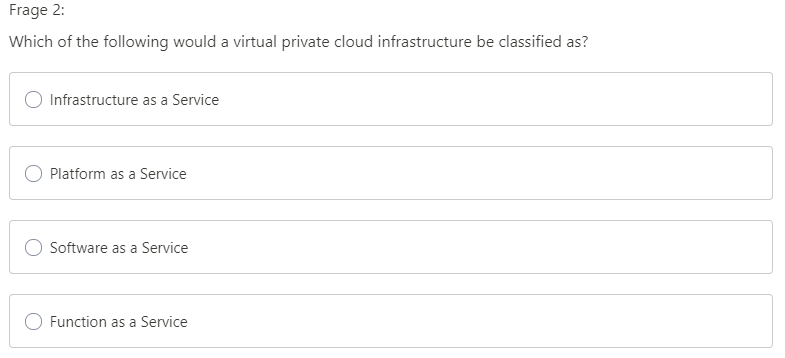 Frage 2:
Which of the following would a virtual private cloud infrastructure be classified as?
Infrastructure as a Service
Platform as a Service
Software as a Service
Function as a Service